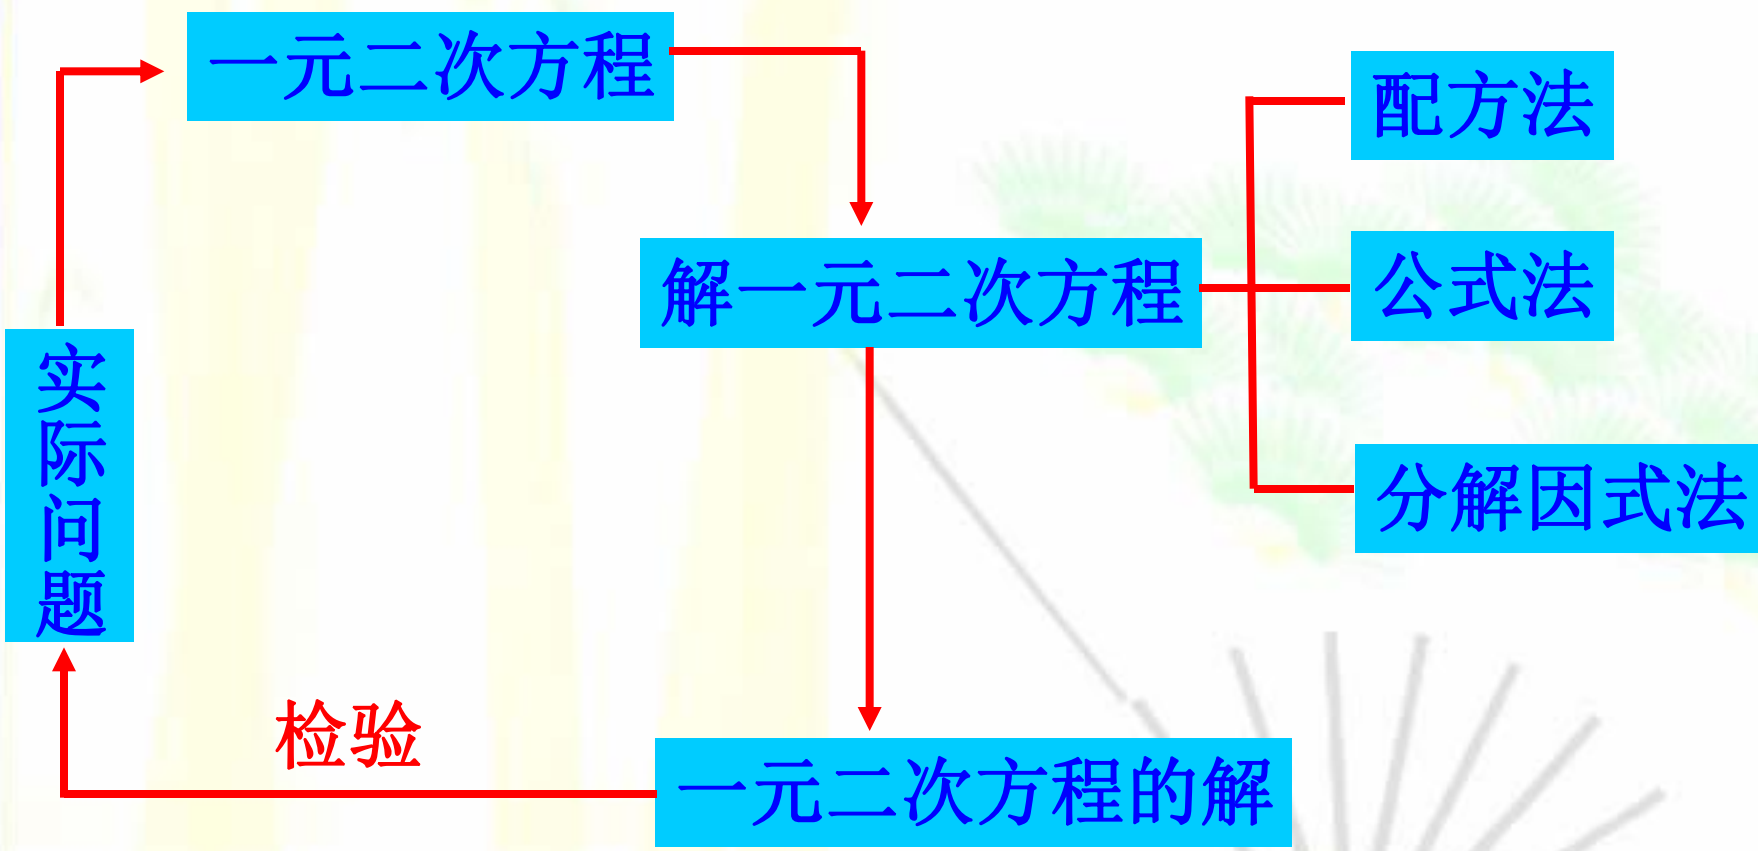 一元二次方程
配方法
解一元二次方程
公式法
实际问题
分解因式法
检验
一元二次方程的解